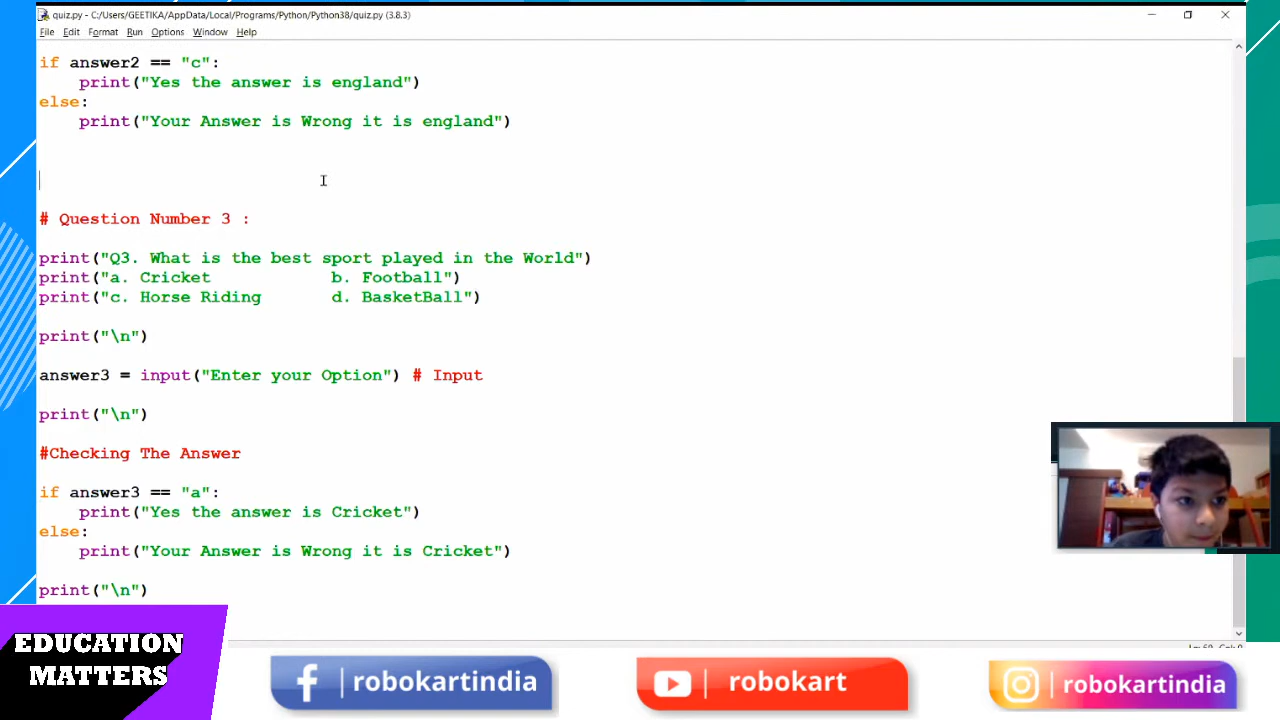 quiz.py - C:/Users/GEETIKA/AppData/Local/Programs/Python/Python38/quiz.py (3.8.3)
File Edit Format Run Options Window Help
if answer2 == "c":
    print("Yes the answer is england")
else:
    print("Your Answer is Wrong it is england")
# Question Number 3 :
print("Q3. What is the best sport played in the World")
print("a. Cricket            b. Football")
print("c. Horse Riding       d. BasketBall")
print("\n")
answer3 = input("Enter your Option") # Input
print("\n")
#Checking The Answer
if answer3 == "a":
    print("Yes the answer is Cricket")
else:
    print("Your Answer is Wrong it is Cricket")
print("\n")
EDUCATION
MATTERS
f | robokartindia
| robokart
| robokartindia